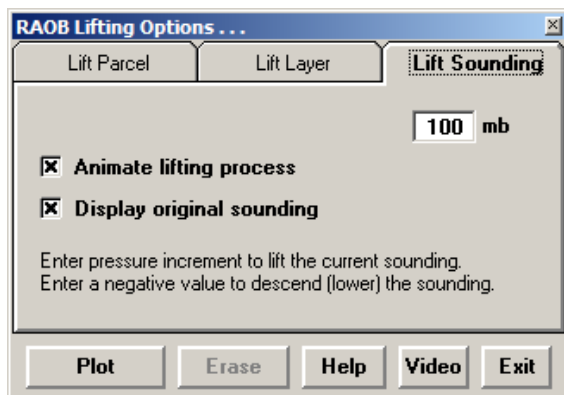 RAOB Lifting Options . . .
Lift Parcel Lift Layer Lift Sounding
100 mb
Animate lifting process
Display original sounding
Enter pressure increment to lift the current sounding.
Enter a negative value to descend (lower) the sounding.
Plot Erase Help Video Exit